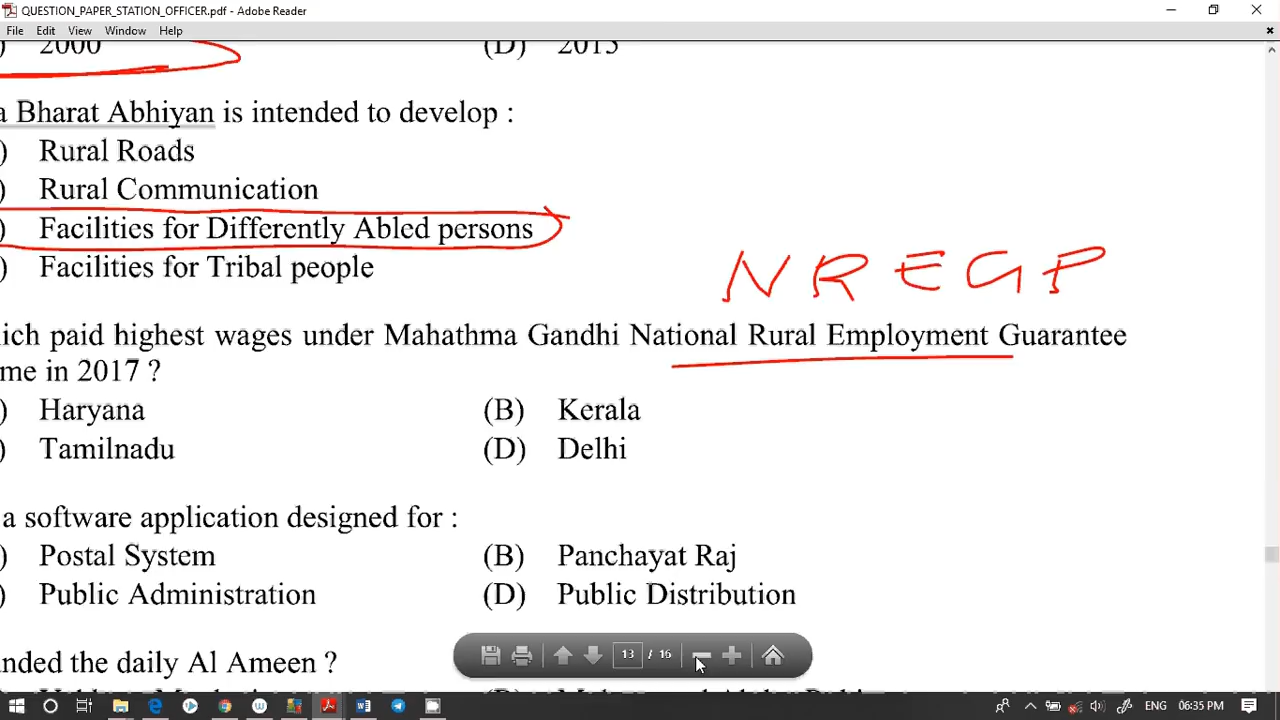 QUESTION_PAPER_STATION_OFFICER.pdf - Adobe Reader
File Edit View Window Help
) 2000 (D) 2015
a Bharat Abhiyan is intended to develop :
) Rural Roads
) Rural Communication
) Facilities for Differently Abled persons
) Facilities for Tribal people
NREGP
ich paid highest wages under Mahathma Gandhi National Rural Employment Guarantee
me in 2017 ?
) Haryana (B) Kerala
) Tamilnadu (D) Delhi
a software application designed for :
) Postal System (B) Panchayat Raj
) Public Administration (D) Public Distribution
nded the daily Al Ameen ?
13 / 16
ENG 06:35 PM